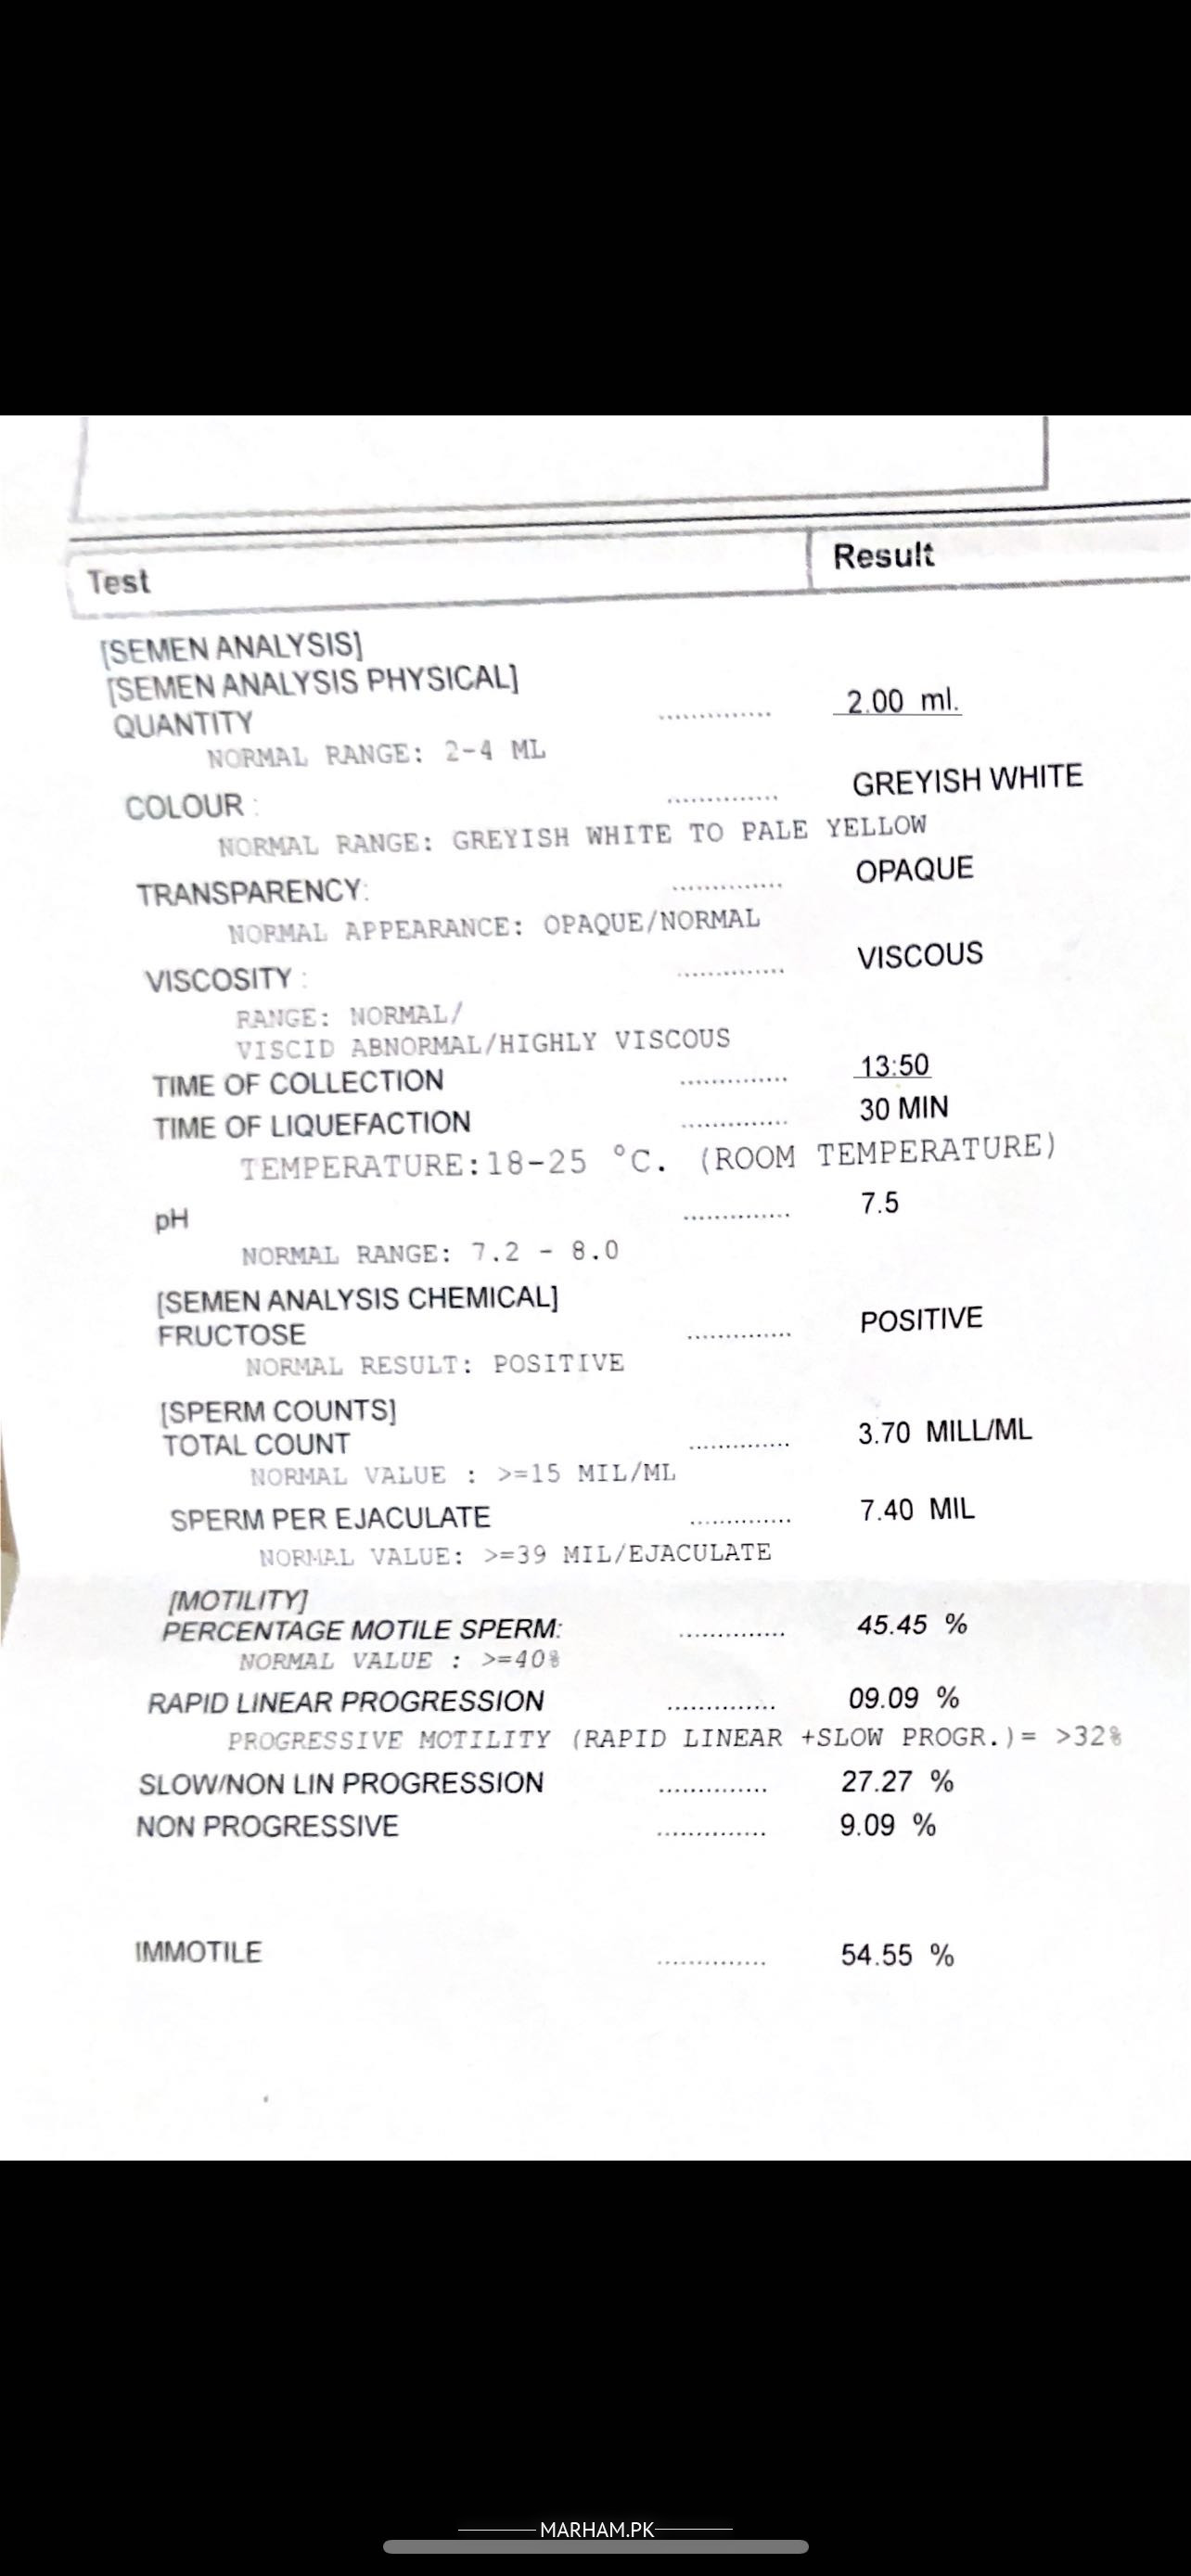 Test Result
[SEMEN ANALYSIS]
[SEMEN ANALYSIS PHYSICAL]
QUANTITY .............. 2.00 ml.
NORMAL RANGE: 2-4 ML
COLOUR : .............. GREYISH WHITE
NORMAL RANGE: GREYISH WHITE TO PALE YELLOW
TRANSPARENCY: .............. OPAQUE
NORMAL APPEARANCE: OPAQUE/NORMAL
VISCOSITY : .............. VISCOUS
RANGE: NORMAL/
VISCID ABNORMAL/HIGHLY VISCOUS
TIME OF COLLECTION .............. 13:50
TIME OF LIQUEFACTION .............. 30 MIN
TEMPERATURE:18-25 °C. (ROOM TEMPERATURE)
pH .............. 7.5
NORMAL RANGE: 7.2 - 8.0
[SEMEN ANALYSIS CHEMICAL]
FRUCTOSE .............. POSITIVE
NORMAL RESULT: POSITIVE
[SPERM COUNTS]
TOTAL COUNT .............. 3.70 MILL/ML
NORMAL VALUE : >=15 MIL/ML
SPERM PER EJACULATE .............. 7.40 MIL
NORMAL VALUE: >=39 MIL/EJACULATE
[MOTILITY]
PERCENTAGE MOTILE SPERM: .............. 45.45 %
NORMAL VALUE : >=40%
RAPID LINEAR PROGRESSION .............. 09.09 %
PROGRESSIVE MOTILITY (RAPID LINEAR +SLOW PROGR.)= >32%
SLOW/NON LIN PROGRESSION .............. 27.27 %
NON PROGRESSIVE .............. 9.09 %
IMMOTILE .............. 54.55 %
MARHAM.PK